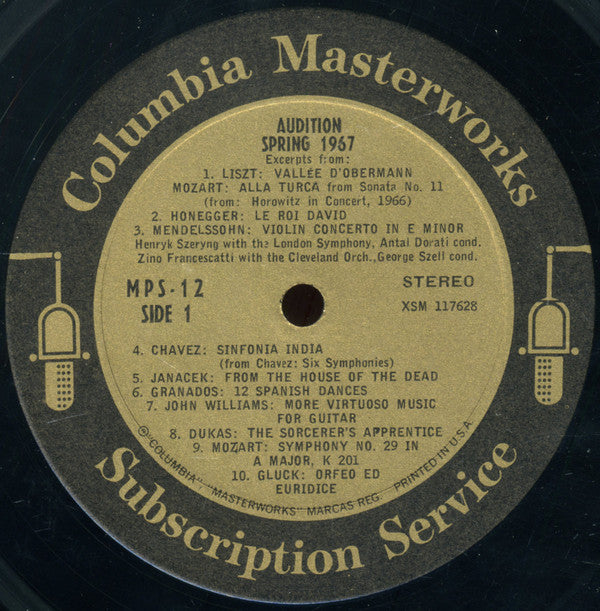 Columbia Masterworks
AUDITION
SPRING 1967
Excerpts from:
1. LISZT: VALLÉE D'OBERMANN
MOZART: ALLA TURCA from Sonata No. 11
(from: Horowitz in Concert, 1966)
2. HONEGGER: LE ROI DAVID
3. MENDELSSOHN: VIOLIN CONCERTO IN E MINOR
Henryk Szeryng with the London Symphony, Antal Dorati cond.
Zino Francescatti with the Cleveland Orch., George Szell cond.
MPS-12
SIDE 1
STEREO
XSM 117628
4. CHAVEZ: SINFONIA INDIA
(from Chavez: Six Symphonies)
5. JANACEK: FROM THE HOUSE OF THE DEAD
6. GRANADOS: 12 SPANISH DANCES
7. JOHN WILLIAMS: MORE VIRTUOSO MUSIC
FOR GUITAR
8. DUKAS: THE SORCERER'S APPRENTICE
9. MOZART: SYMPHONY NO. 29 IN
A MAJOR, K 201
10. GLUCK: ORFEO ED
EURIDICE
®"COLUMBIA" "MASTERWORKS" MARCAS REG. PRINTED IN U.S.A.
Subscription Service